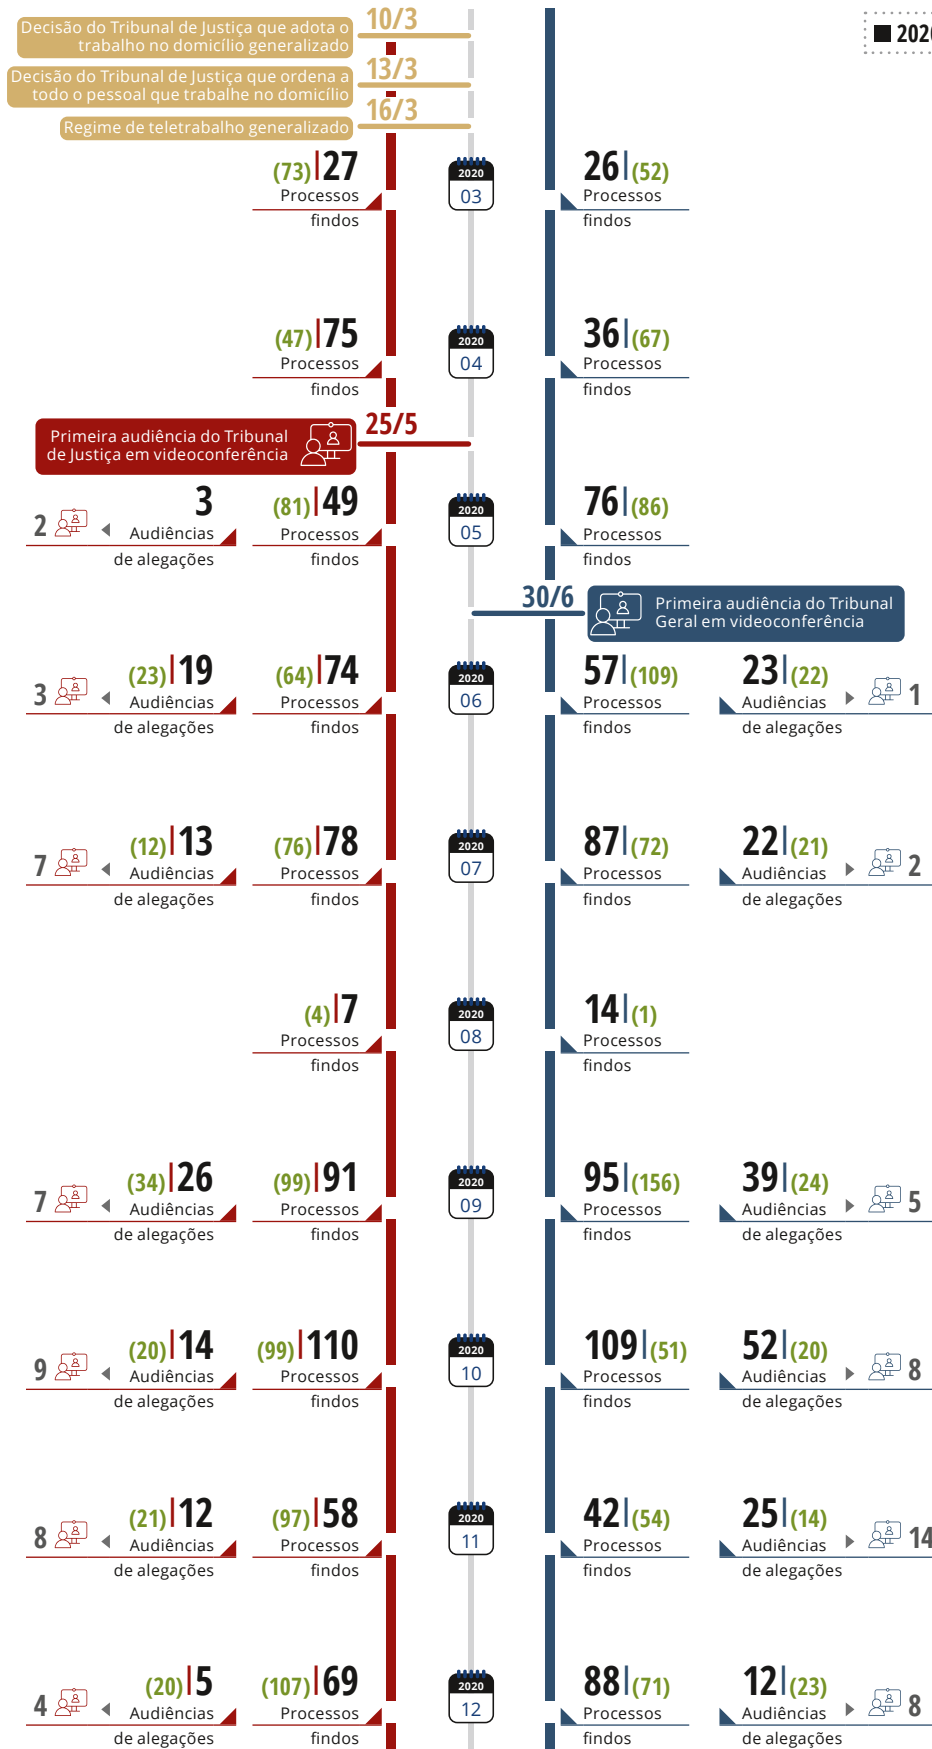 10/3
Decisão do Tribunal de Justiça que adota o
trabalho no domicílio generalizado
2020
13/3
Decisão do Tribunal de Justiça que ordena a
todo o pessoal que trabalhe no domicílio
16/3
Regime de teletrabalho generalizado
(73) 27
Processos
findos
2020
03
26 (52)
Processos
findos
(47) 75
Processos
findos
2020
04
36 (67)
Processos
findos
25/5
Primeira audiência do Tribunal
de Justiça em videoconferência
2
3
Audiências
de alegações
(81) 49
Processos
findos
2020
05
76 (86)
Processos
findos
30/6
Primeira audiência do Tribunal
Geral em videoconferência
3
(23) 19
Audiências
de alegações
(64) 74
Processos
findos
2020
06
57 (109)
Processos
findos
23 (22)
Audiências
de alegações
1
7
(12) 13
Audiências
de alegações
(76) 78
Processos
findos
2020
07
87 (72)
Processos
findos
22 (21)
Audiências
de alegações
2
(4) 7
Processos
findos
2020
08
14 (1)
Processos
findos
7
(34) 26
Audiências
de alegações
(99) 91
Processos
findos
2020
09
95 (156)
Processos
findos
39 (24)
Audiências
de alegações
5
9
(20) 14
Audiências
de alegações
(99) 110
Processos
findos
2020
10
109 (51)
Processos
findos
52 (20)
Audiências
de alegações
8
8
(21) 12
Audiências
de alegações
(97) 58
Processos
findos
2020
11
42 (54)
Processos
findos
25 (14)
Audiências
de alegações
14
4
(20) 5
Audiências
de alegações
(107) 69
Processos
findos
2020
12
88 (71)
Processos
findos
12 (23)
Audiências
de alegações
8